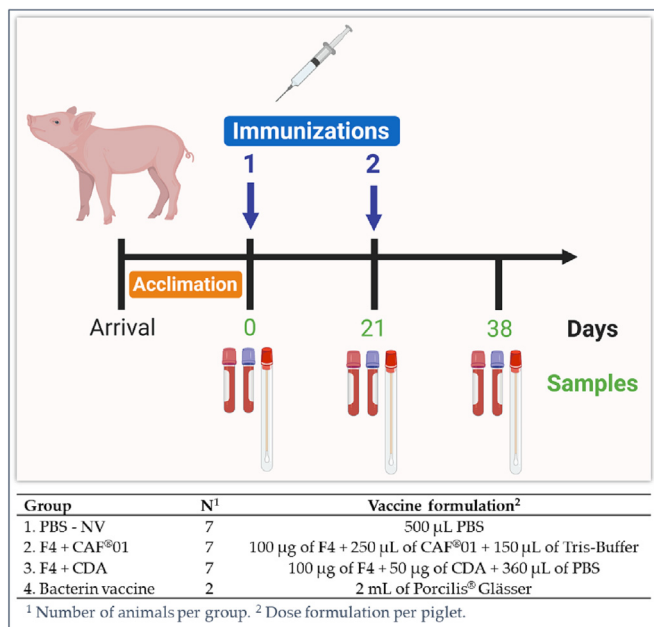 Immunizations
1 2
Acclimation
Arrival 0 21 38 Days
Samples
Group N¹ Vaccine formulation²
1. PBS - NV 7 500 µL PBS
2. F4 + CAF®01 7 100 µg of F4 + 250 µL of CAF®01 + 150 µL of Tris-Buffer
3. F4 + CDA 7 100 µg of F4 + 50 µg of CDA + 360 µL of PBS
4. Bacterin vaccine 2 2 mL of Porcilis® Glässer
¹ Number of animals per group. ² Dose formulation per piglet.